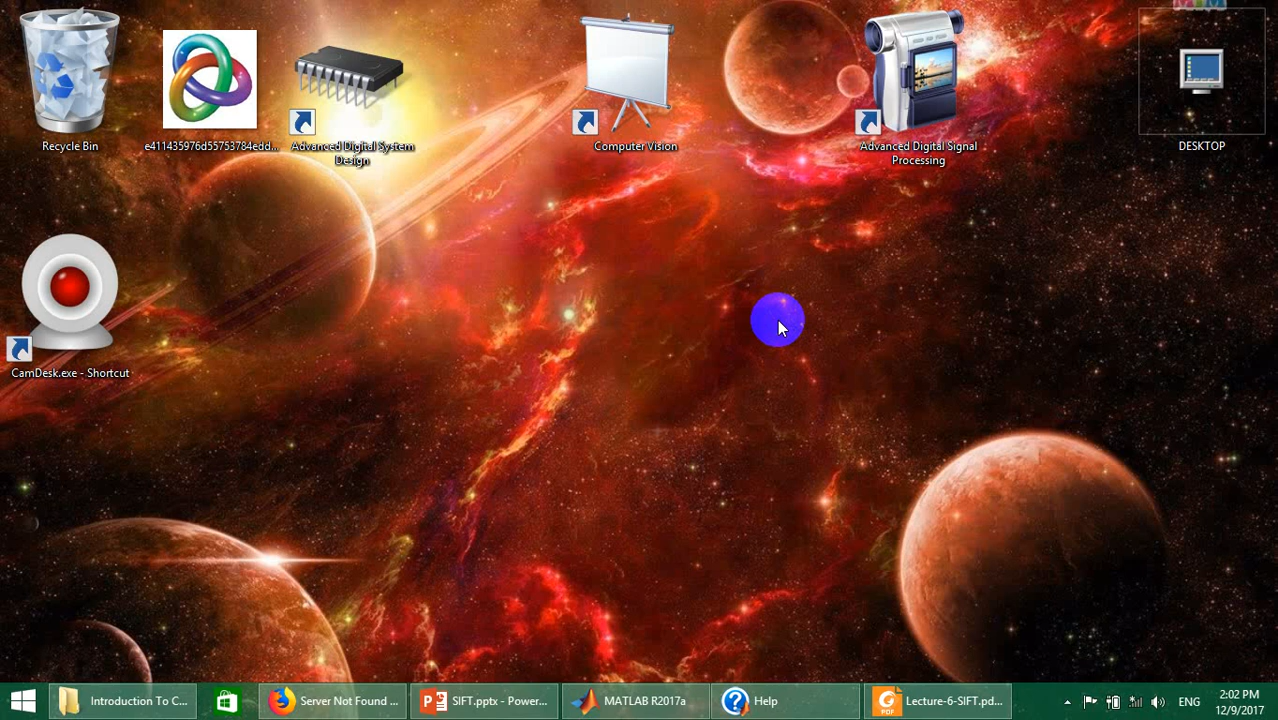 Recycle Bin
e411435976d55753784edd...
Advanced Digital System
Design
Computer Vision
Advanced Digital Signal
Processing
DESKTOP
CamDesk.exe - Shortcut
Introduction To C...
Server Not Found ...
SIFT.pptx - Power...
MATLAB R2017a
Help
PDF
Lecture-6-SIFT.pd...
ENG
2:02 PM
12/9/2017